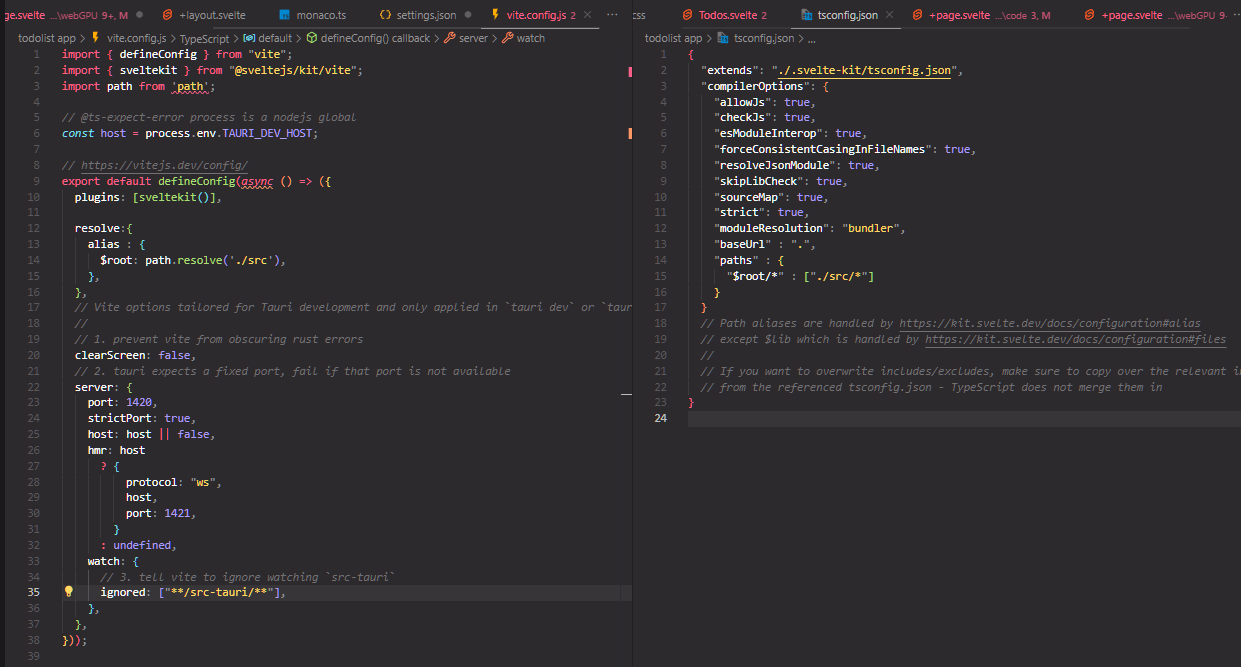 ge.svelte ...\webGPU 9+, M
+layout.svelte
monaco.ts
settings.json
vite.config.js 2
todolist app > vite.config.js > TypeScript > default > defineConfig() callback > server > watch
1 import { defineConfig } from "vite";
2 import { sveltekit } from "@sveltejs/kit/vite";
3 import path from 'path';
4
5 // @ts-expect-error process is a nodejs global
6 const host = process.env.TAURI_DEV_HOST;
7
8 // https://vitejs.dev/config/
9 export default defineConfig(async () => ({
10 plugins: [sveltekit()],
11
12 resolve:{
13 alias : {
14 $root: path.resolve('./src'),
15 },
16 },
17 // Vite options tailored for Tauri development and only applied in `tauri dev` or `taur
18 //
19 // 1. prevent vite from obscuring rust errors
20 clearScreen: false,
21 // 2. tauri expects a fixed port, fail if that port is not available
22 server: {
23 port: 1420,
24 strictPort: true,
25 host: host || false,
26 hmr: host
27 ? {
28 protocol: "ws",
29 host,
30 port: 1421,
31 }
32 : undefined,
33 watch: {
34 // 3. tell vite to ignore watching `src-tauri`
35 ignored: ["**/src-tauri/**"],
36 },
37 },
38 }));
39
css
Todos.svelte 2
tsconfig.json
+page.svelte ...\code 3, M
+page.svelte ...\webGPU 9+
todolist app > tsconfig.json > ...
1 {
2 "extends": "./.svelte-kit/tsconfig.json",
3 "compilerOptions": {
4 "allowJs": true,
5 "checkJs": true,
6 "esModuleInterop": true,
7 "forceConsistentCasingInFileNames": true,
8 "resolveJsonModule": true,
9 "skipLibCheck": true,
10 "sourceMap": true,
11 "strict": true,
12 "moduleResolution": "bundler",
13 "baseUrl" : ".",
14 "paths" : {
15 "$root/*" : ["./src/*"]
16 }
17 }
18 // Path aliases are handled by https://kit.svelte.dev/docs/configuration#alias
19 // except $lib which is handled by https://kit.svelte.dev/docs/configuration#files
20 //
21 // If you want to overwrite includes/excludes, make sure to copy over the relevant i
22 // from the referenced tsconfig.json - TypeScript does not merge them in
23 }
24